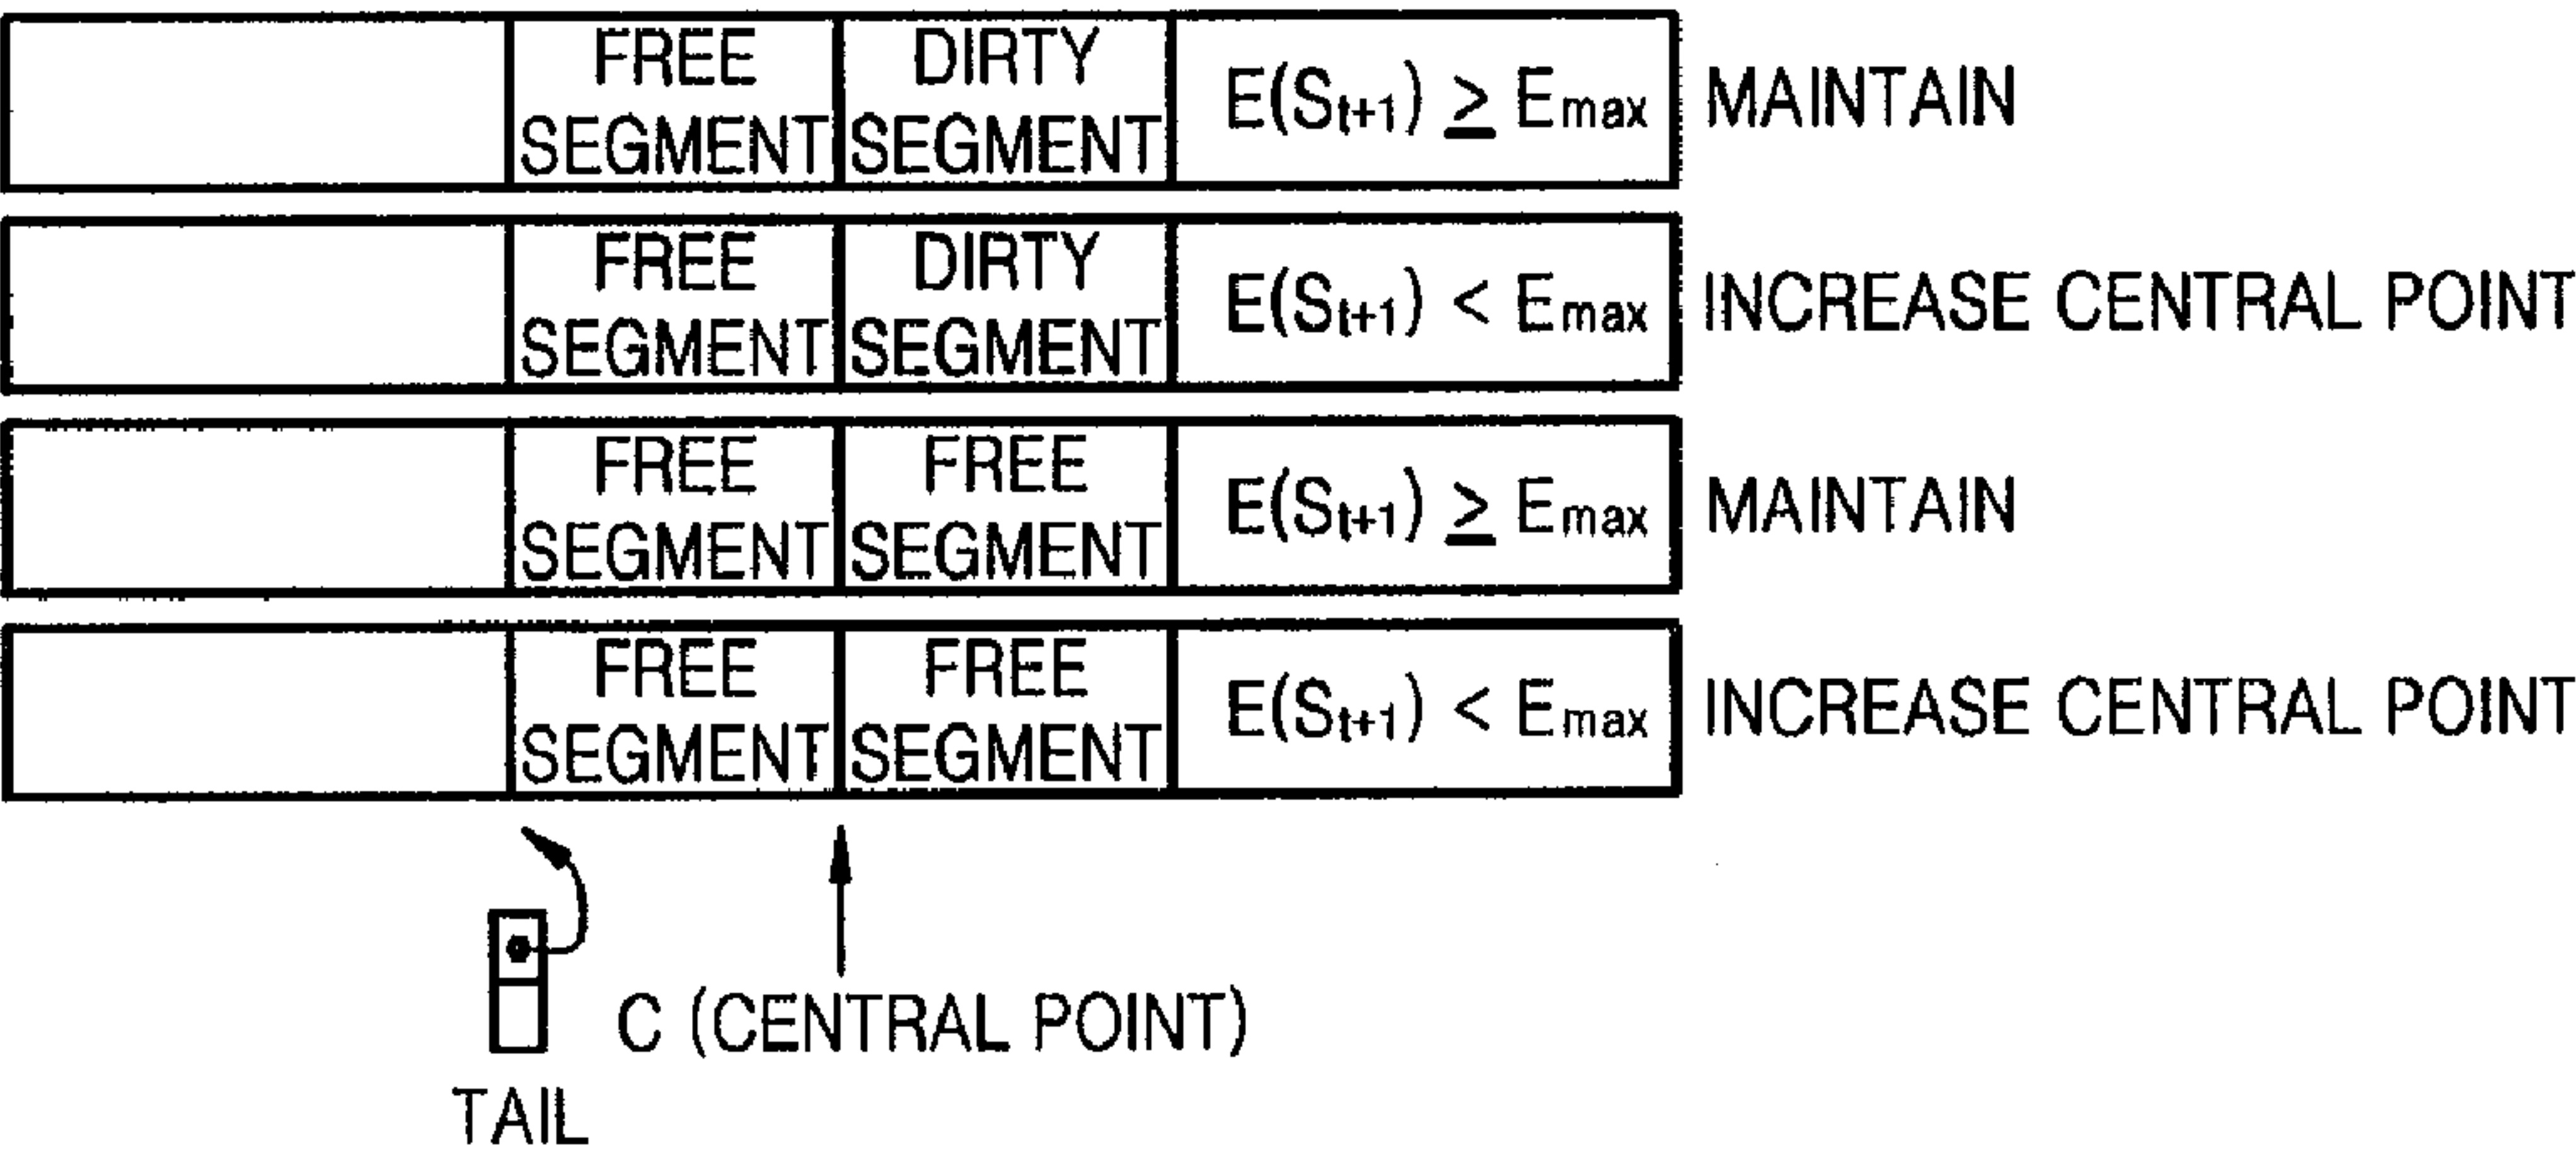 FREE SEGMENT DIRTY SEGMENT E(St+1) ≥ Emax MAINTAIN
FREE SEGMENT DIRTY SEGMENT E(St+1) < Emax INCREASE CENTRAL POINT
FREE SEGMENT FREE SEGMENT E(St+1) ≥ Emax MAINTAIN
FREE SEGMENT FREE SEGMENT E(St+1) < Emax INCREASE CENTRAL POINT
C (CENTRAL POINT)
TAIL